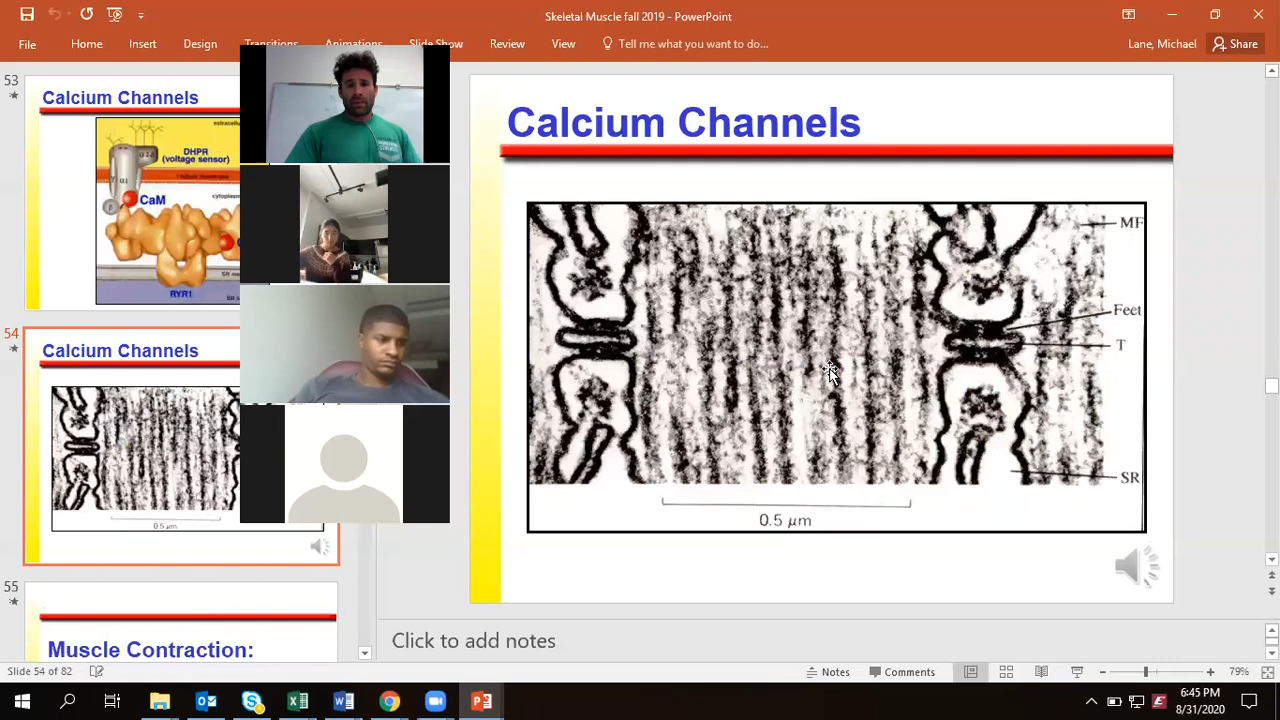 Skeletal Muscle fall 2019 - PowerPoint
File
Home
Insert
Design
Transitions
Animations
Slide Show
Review
View
Tell me what you want to do...
Lane, Michael
Share
53
Calcium Channels
DHPR
(voltage sensor)
CaM
RYR1
54
Calcium Channels
0.5 µm
55
Muscle Contraction:
Calcium Channels
MF
Feet
T
SR
0.5 µm
Click to add notes
Slide 54 of 82
Notes
Comments
79%
6:45 PM
8/31/2020